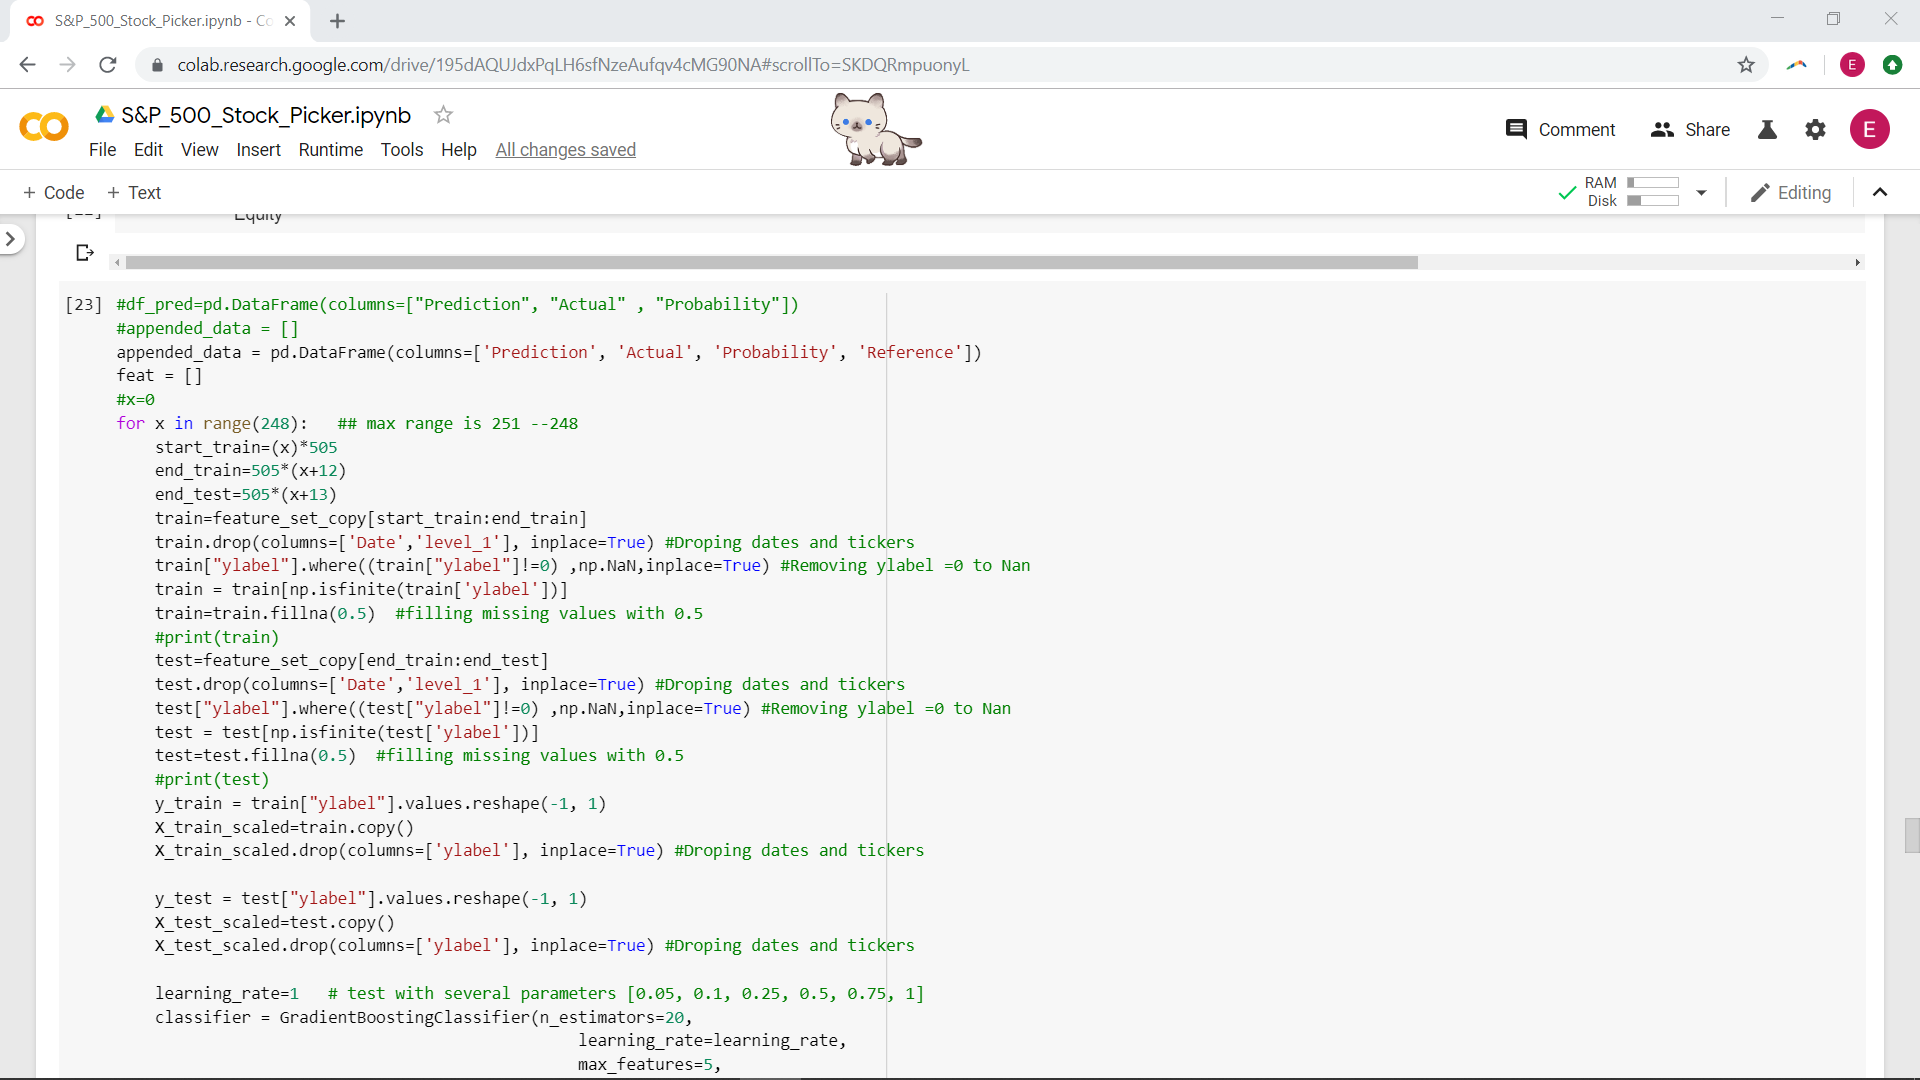 S&P_500_Stock_Picker.ipynb - Co
colab.research.google.com/drive/195dAQUJdxPqLH6sfNzeAufqv4cMG90NA#scrollTo=SKDQRmpuonyL
E
S&P_500_Stock_Picker.ipynb
File Edit View Insert Runtime Tools Help All changes saved
Comment Share E
+ Code + Text
RAM
Disk
Editing
Equity
[23] #df_pred=pd.DataFrame(columns=["Prediction", "Actual" , "Probability"])
#appended_data = []
appended_data = pd.DataFrame(columns=['Prediction', 'Actual', 'Probability', 'Reference'])
feat = []
#x=0
for x in range(248):   ## max range is 251 --248
    start_train=(x)*505
    end_train=505*(x+12)
    end_test=505*(x+13)
    train=feature_set_copy[start_train:end_train]
    train.drop(columns=['Date','level_1'], inplace=True) #Droping dates and tickers
    train["ylabel"].where((train["ylabel"]!=0) ,np.NaN,inplace=True) #Removing ylabel =0 to Nan
    train = train[np.isfinite(train['ylabel'])]
    train=train.fillna(0.5)  #filling missing values with 0.5
    #print(train)
    test=feature_set_copy[end_train:end_test]
    test.drop(columns=['Date','level_1'], inplace=True) #Droping dates and tickers
    test["ylabel"].where((test["ylabel"]!=0) ,np.NaN,inplace=True) #Removing ylabel =0 to Nan
    test = test[np.isfinite(test['ylabel'])]
    test=test.fillna(0.5)  #filling missing values with 0.5
    #print(test)
    y_train = train["ylabel"].values.reshape(-1, 1)
    X_train_scaled=train.copy()
    X_train_scaled.drop(columns=['ylabel'], inplace=True) #Droping dates and tickers
    y_test = test["ylabel"].values.reshape(-1, 1)
    X_test_scaled=test.copy()
    X_test_scaled.drop(columns=['ylabel'], inplace=True) #Droping dates and tickers
    learning_rate=1   # test with several parameters [0.05, 0.1, 0.25, 0.5, 0.75, 1]
    classifier = GradientBoostingClassifier(n_estimators=20,
                                            learning_rate=learning_rate,
                                            max_features=5,